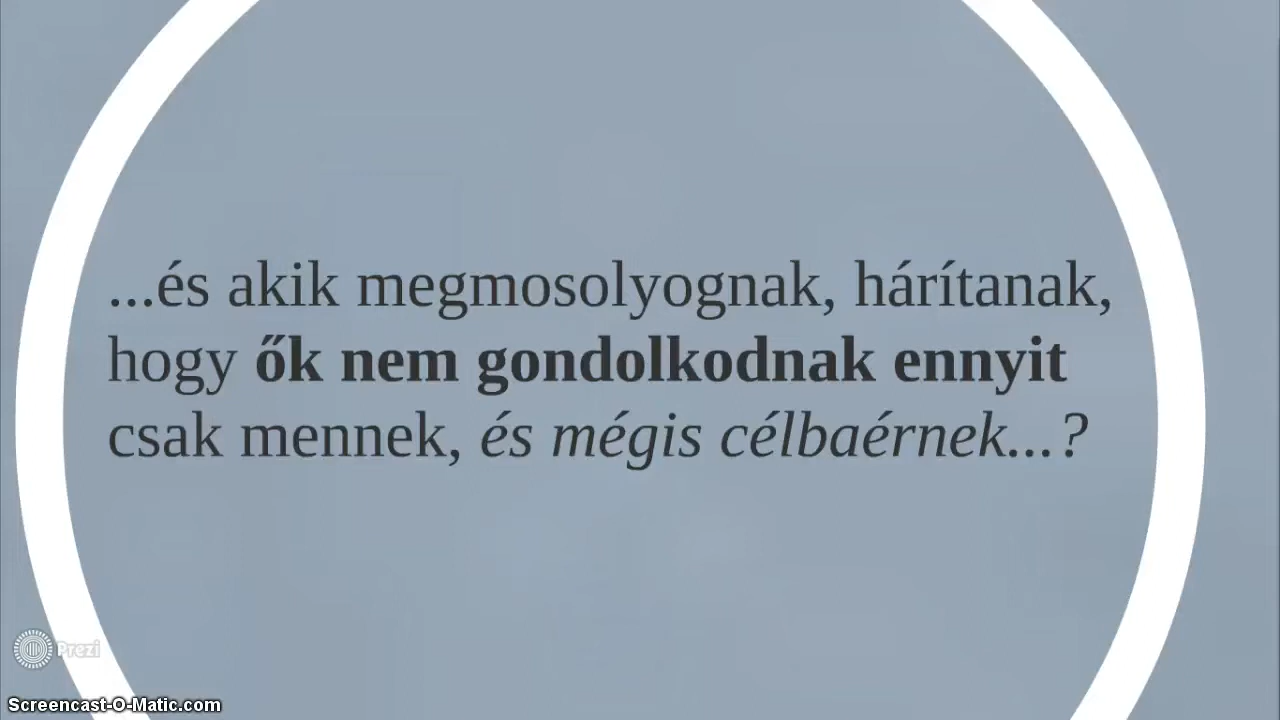 ...és akik megmosolyognak, hárítanak,
hogy ők nem gondolkodnak ennyit
csak mennek, és mégis célbaérnek...?
Prezi
Screencast-O-Matic.com